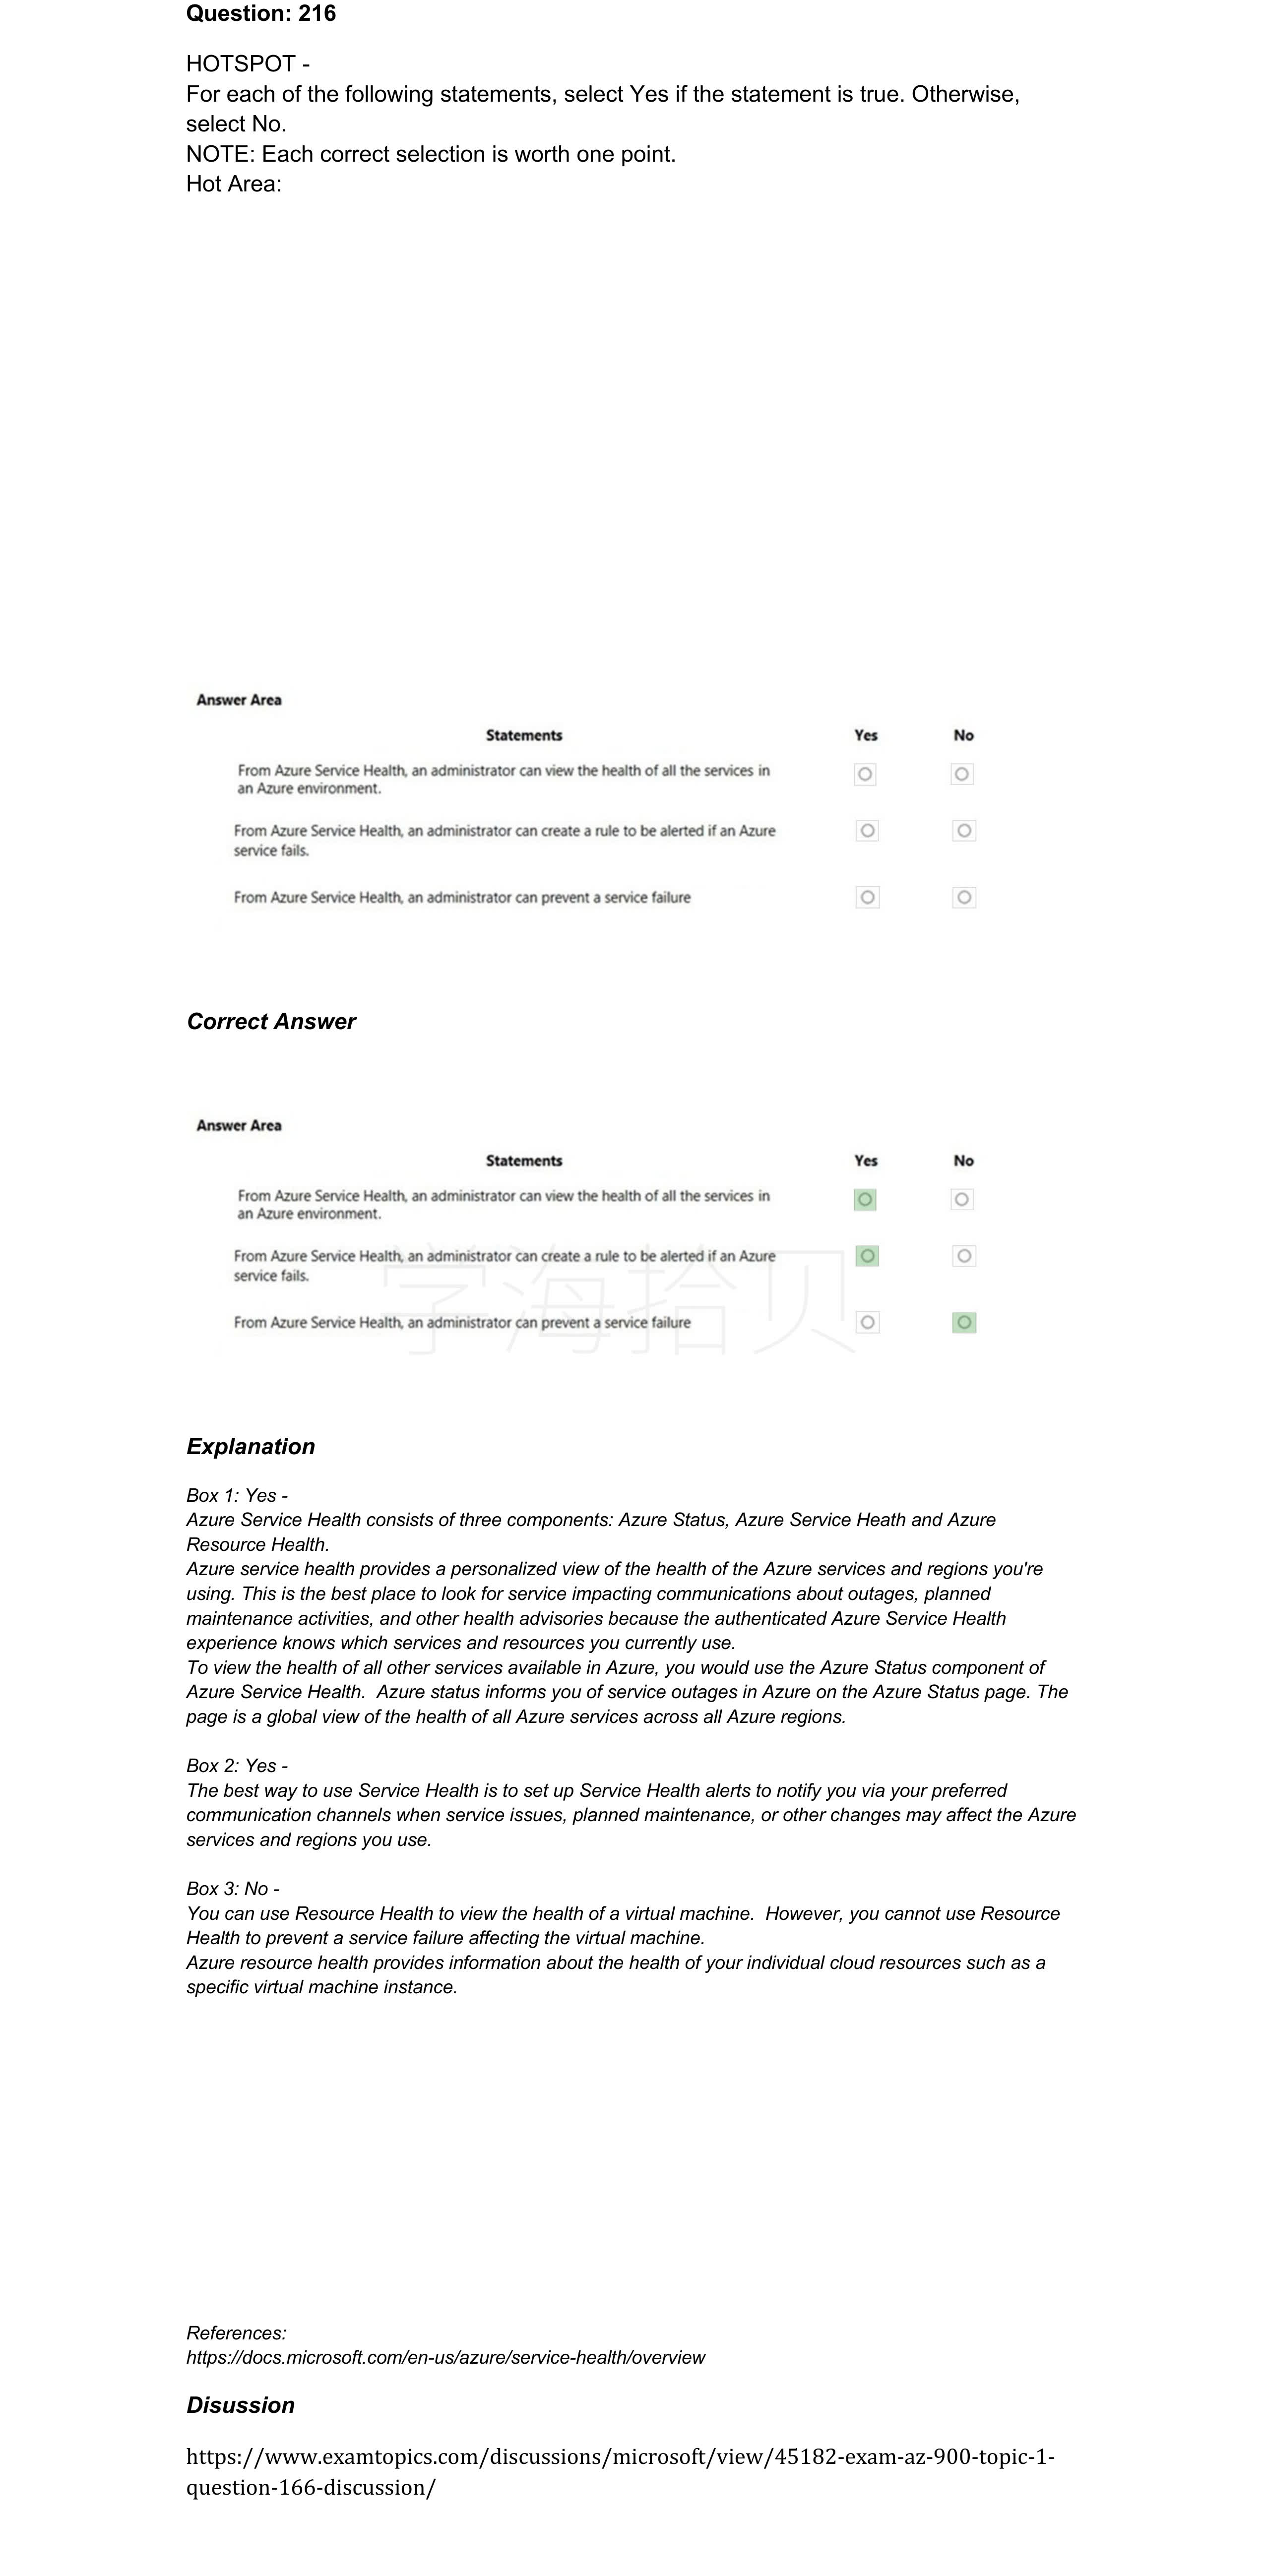 Question: 216
HOTSPOT -
For each of the following statements, select Yes if the statement is true. Otherwise,
select No.
NOTE: Each correct selection is worth one point.
Hot Area:
Answer Area
Statements Yes No
From Azure Service Health, an administrator can view the health of all the services in
an Azure environment.
From Azure Service Health, an administrator can create a rule to be alerted if an Azure
service fails.
From Azure Service Health, an administrator can prevent a service failure
Correct Answer
Answer Area
Statements Yes No
From Azure Service Health, an administrator can view the health of all the services in
an Azure environment.
From Azure Service Health, an administrator can create a rule to be alerted if an Azure
service fails.
学海拾贝
From Azure Service Health, an administrator can prevent a service failure
Explanation
Box 1: Yes -
Azure Service Health consists of three components: Azure Status, Azure Service Heath and Azure
Resource Health.
Azure service health provides a personalized view of the health of the Azure services and regions you're
using. This is the best place to look for service impacting communications about outages, planned
maintenance activities, and other health advisories because the authenticated Azure Service Health
experience knows which services and resources you currently use.
To view the health of all other services available in Azure, you would use the Azure Status component of
Azure Service Health.  Azure status informs you of service outages in Azure on the Azure Status page. The
page is a global view of the health of all Azure services across all Azure regions.
Box 2: Yes -
The best way to use Service Health is to set up Service Health alerts to notify you via your preferred
communication channels when service issues, planned maintenance, or other changes may affect the Azure
services and regions you use.
Box 3: No -
You can use Resource Health to view the health of a virtual machine.  However, you cannot use Resource
Health to prevent a service failure affecting the virtual machine.
Azure resource health provides information about the health of your individual cloud resources such as a
specific virtual machine instance.
References:
https://docs.microsoft.com/en-us/azure/service-health/overview
Disussion
https://www.examtopics.com/discussions/microsoft/view/45182-exam-az-900-topic-1-
question-166-discussion/